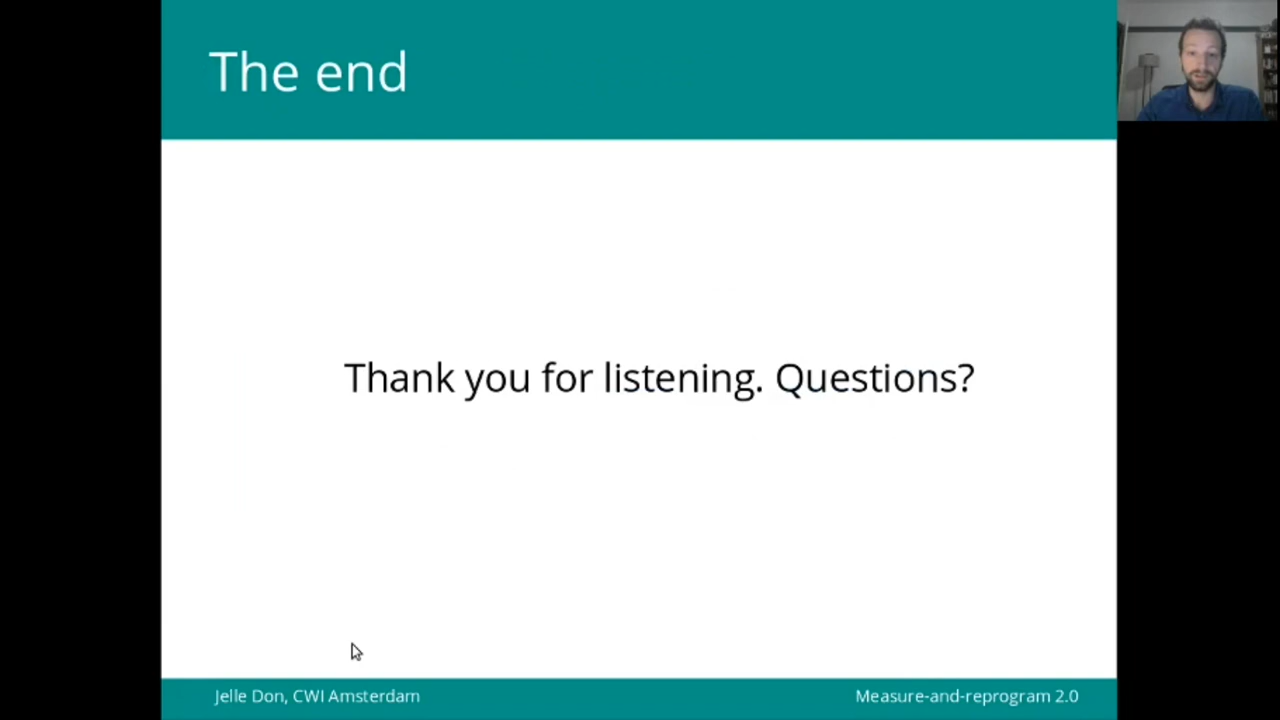 The end
Thank you for listening. Questions?
Jelle Don, CWI Amsterdam
Measure-and-reprogram 2.0